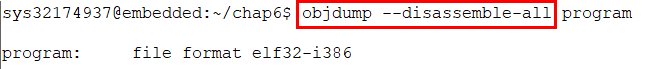 sys32174937@embedded:~/chap6$ objdump --disassemble-all program
program:     file format elf32-i386